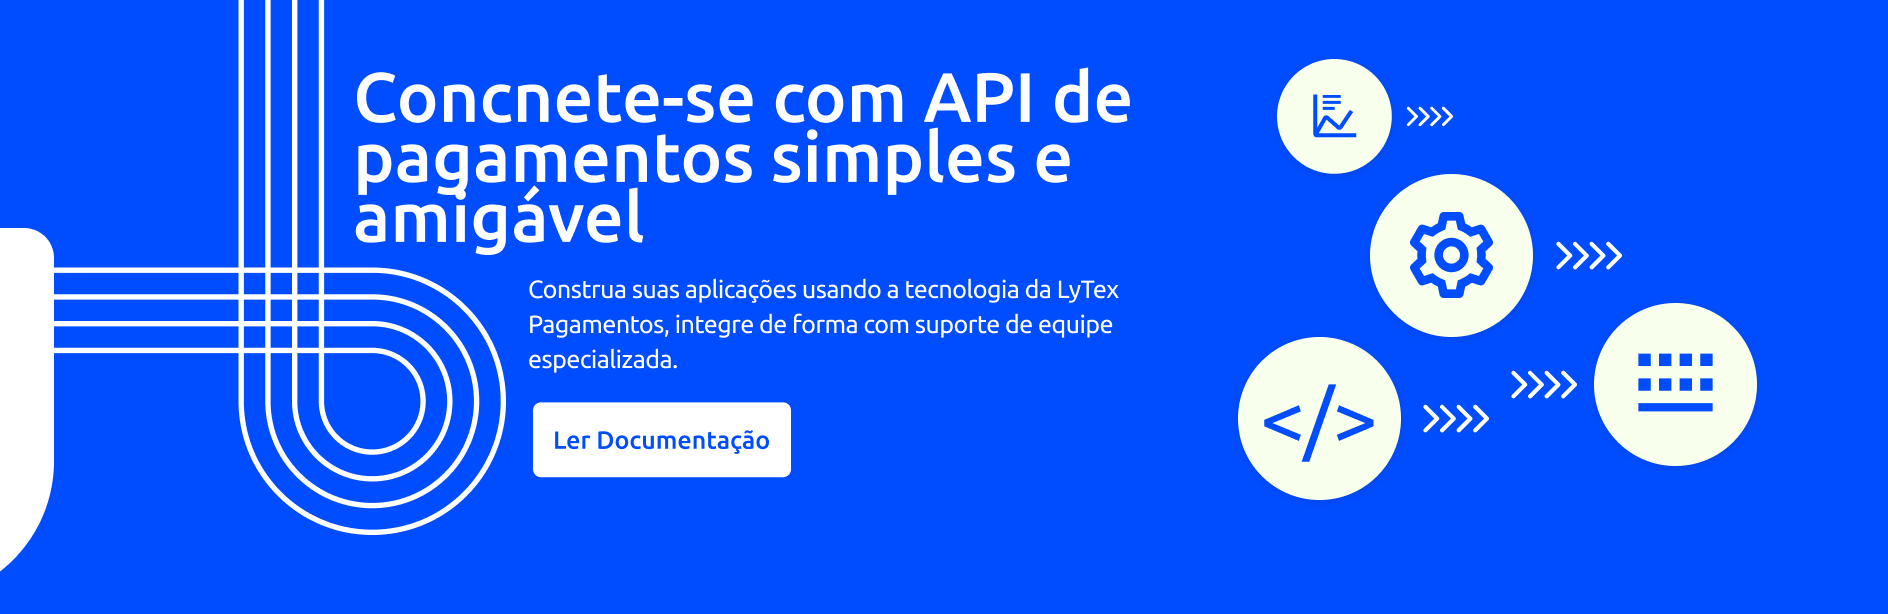 Concnete-se com API de
pagamentos simples e
amigável
Construa suas aplicações usando a tecnologia da LyTex
Pagamentos, integre de forma com suporte de equipe
especializada.
Ler Documentação
</>